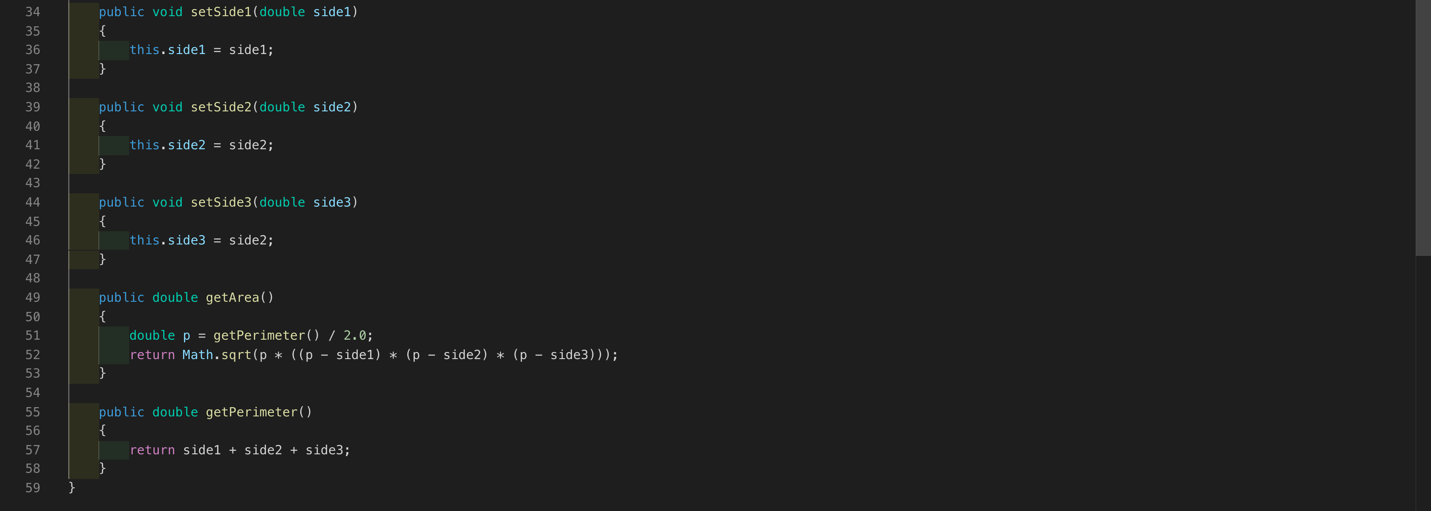 34 public void setSide1(double side1)
35 {
36 this.side1 = side1;
37 }
38
39 public void setSide2(double side2)
40 {
41 this.side2 = side2;
42 }
43
44 public void setSide3(double side3)
45 {
46 this.side3 = side2;
47 }
48
49 public double getArea()
50 {
51 double p = getPerimeter() / 2.0;
52 return Math.sqrt(p * ((p - side1) * (p - side2) * (p - side3)));
53 }
54
55 public double getPerimeter()
56 {
57 return side1 + side2 + side3;
58 }
59 }